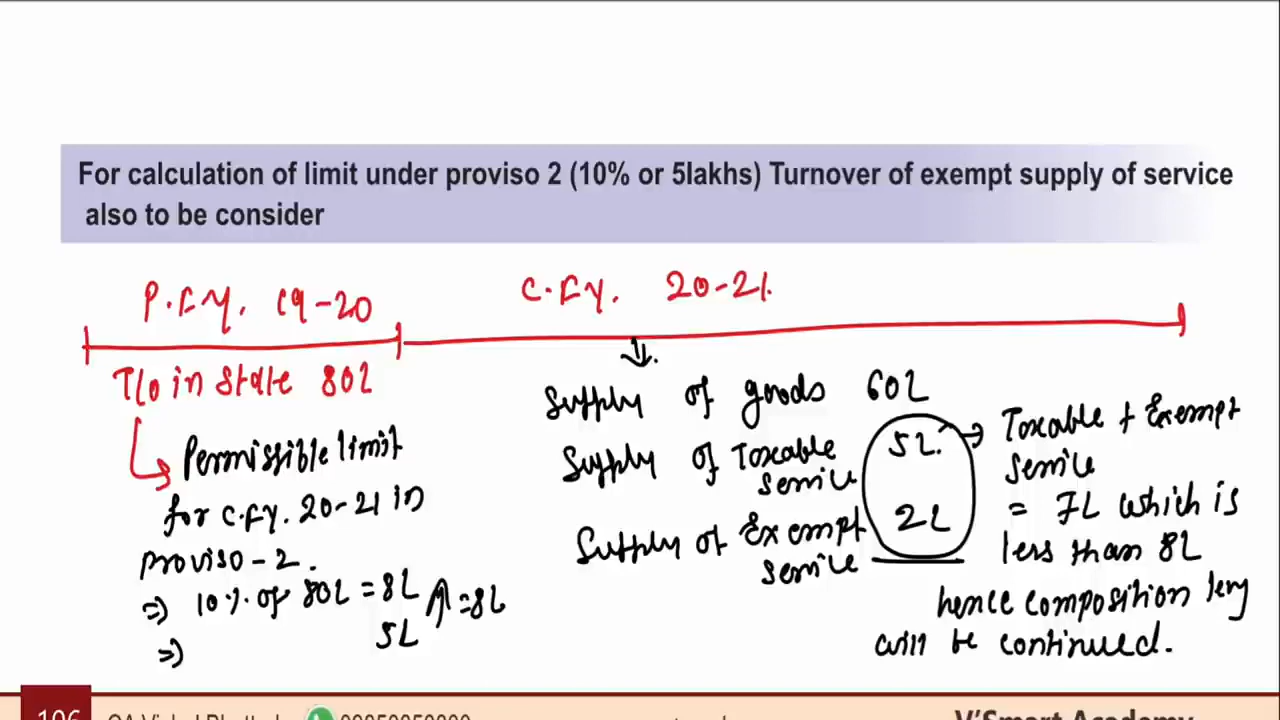 For calculation of limit under proviso 2 (10% or 5lakhs) Turnover of exempt supply of service
also to be consider
P.F.Y. 19-20
C.F.Y. 20-21.
T/o in State 80L
Permissible limit
for C.F.Y. 20-21 in
proviso-2.
⇒ 10% of 80L = 8L
5L
↑ = 8L
⇒
Supply of goods 60L
Supply of Taxable service 5L.
Supply of Exempt service 2L
Taxable + Exempt
service
= 7L which is
less than 8L
hence composition levy
will be continued.
106
V'Smart Academy